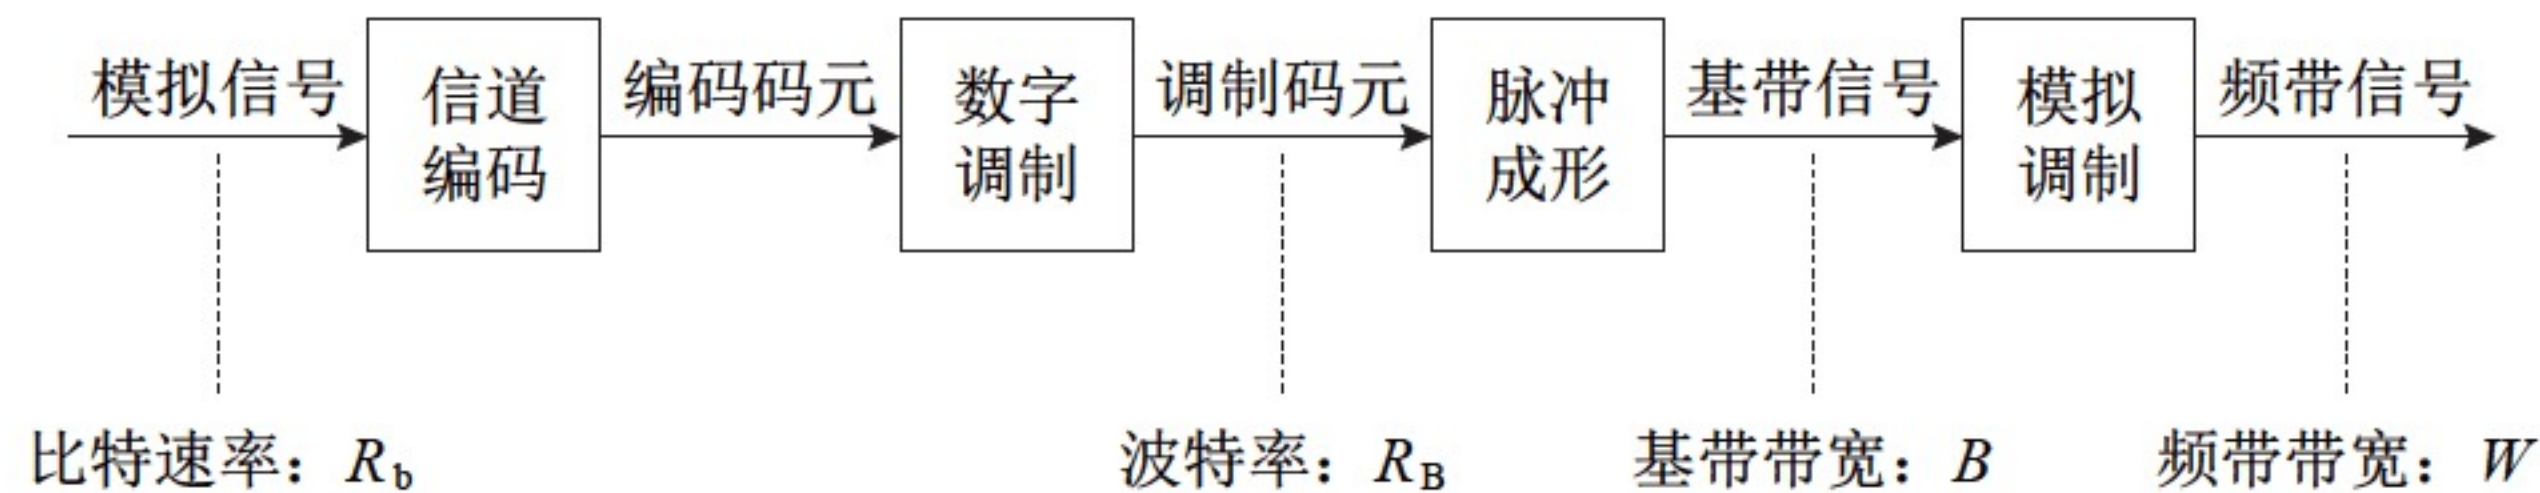 模拟信号
信道
编码
编码码元
数字
调制
调制码元
脉冲
成形
基带信号
模拟
调制
频带信号
比特速率：Rb
波特率：RB
基带带宽：B
频带带宽：W